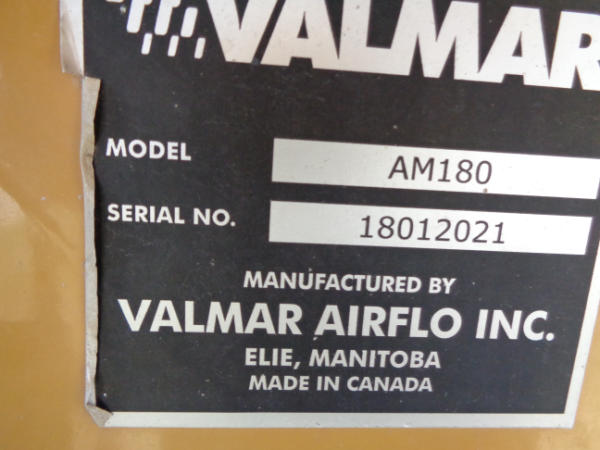 VALMAR
MODEL AM180
SERIAL NO. 18012021
MANUFACTURED BY
VALMAR AIRFLO INC.
ELIE, MANITOBA
MADE IN CANADA